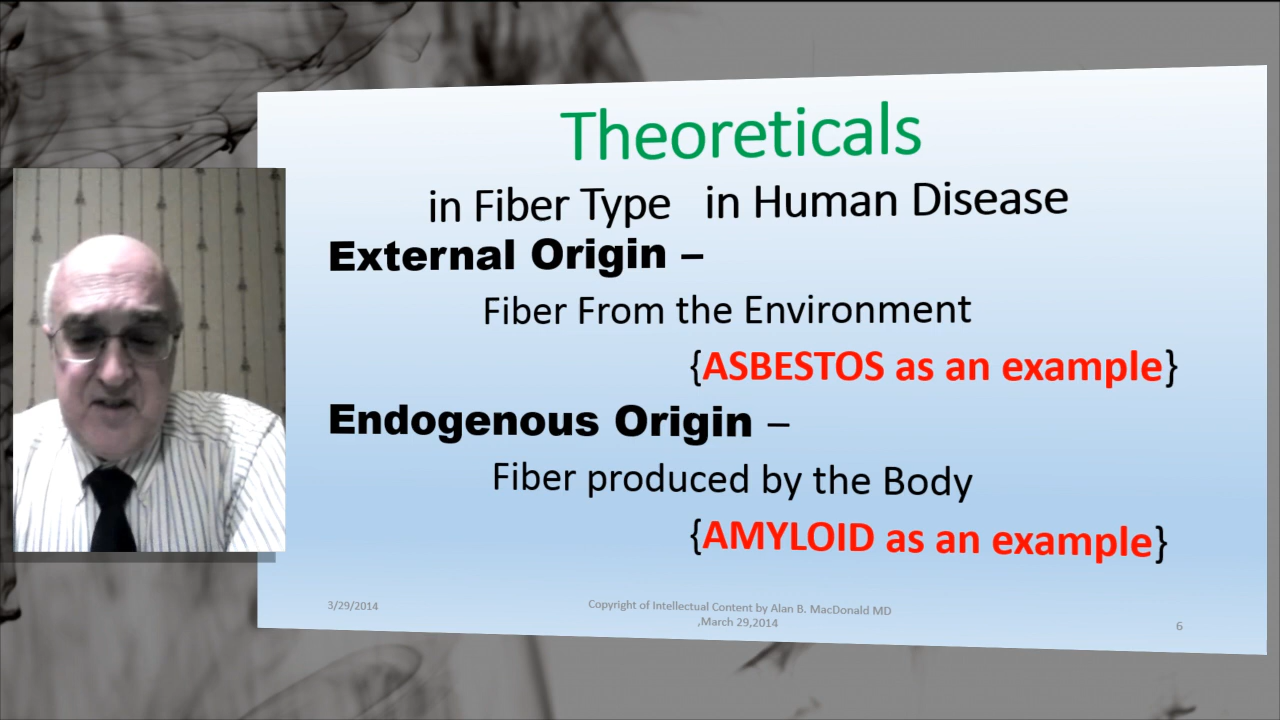 Theoreticals
in Fiber Type in Human Disease
External Origin –
Fiber From the Environment
{ASBESTOS as an example}
Endogenous Origin –
Fiber produced by the Body
{AMYLOID as an example}
3/29/2014
Copyright of Intellectual Content by Alan B. MacDonald MD
,March 29,2014
6